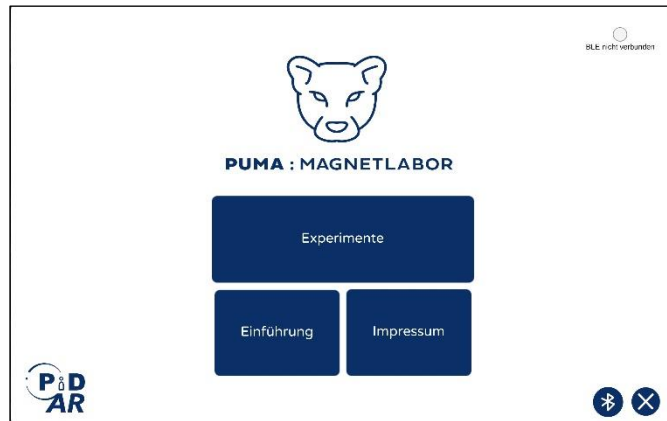 BLE nicht verbunden
PUMA : MAGNETLABOR
Experimente
Einführung
Impressum
PiD
AR